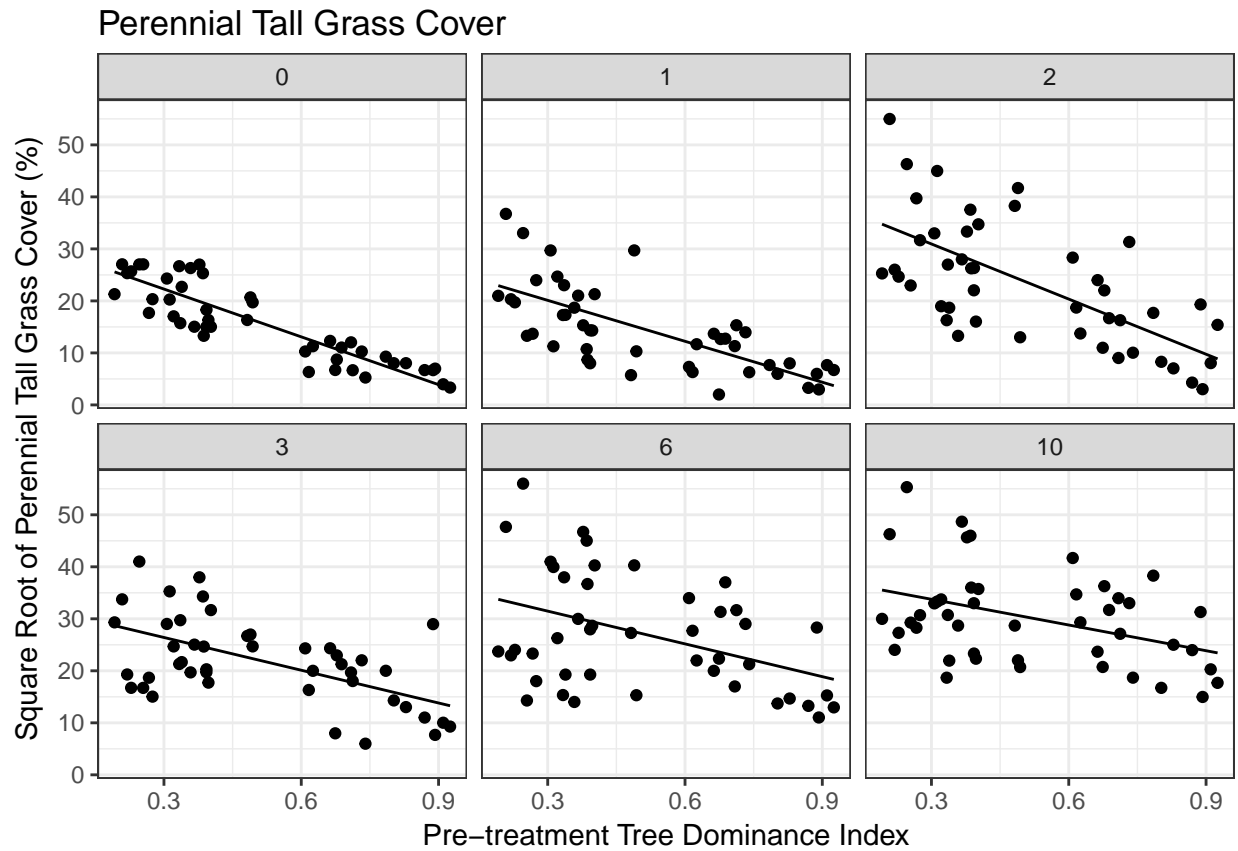 Perennial Tall Grass Cover
0 1 2
50
40
30
20
10
0
3 6 10
50
40
30
20
10
0
0.3 0.6 0.9 0.3 0.6 0.9 0.3 0.6 0.9
Pre−treatment Tree Dominance Index
Square Root of Perennial Tall Grass Cover (%)